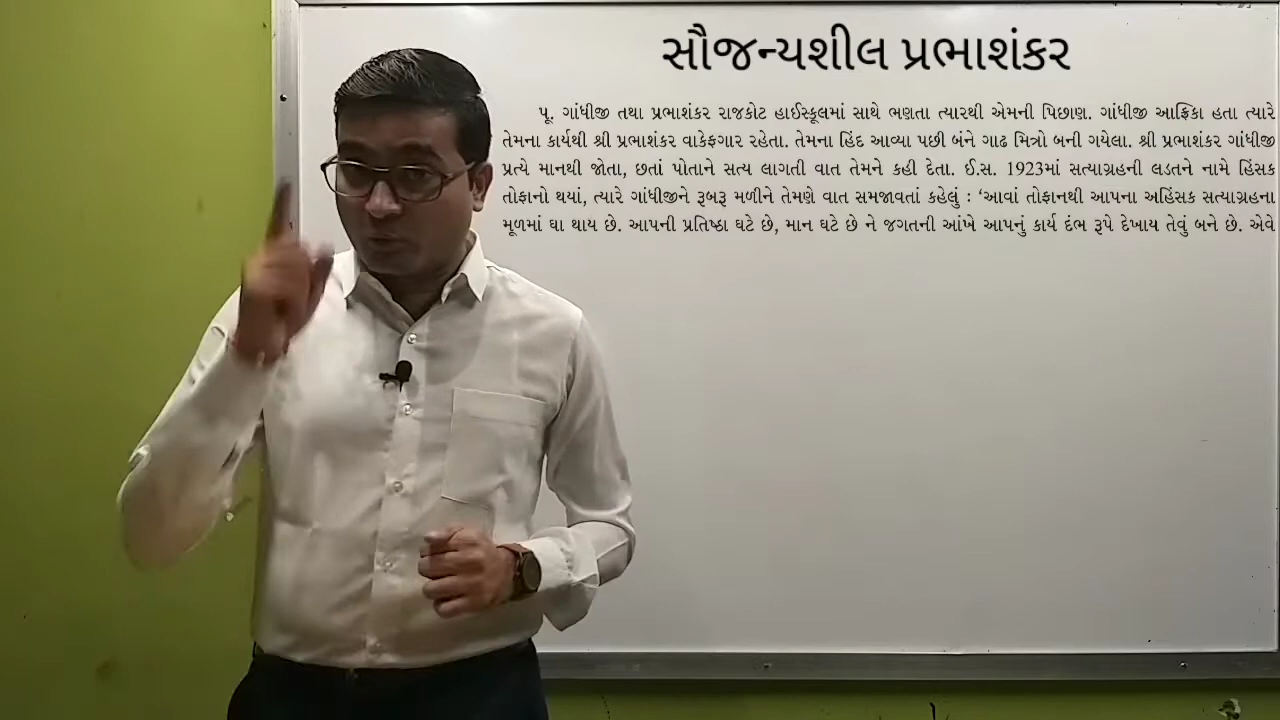 સૌજન્યશીલ પ્રભાશંકર
પૂ. ગાંધીજી તથા પ્રભાશંકર રાજકોટ હાઈસ્કૂલમાં સાથે ભણતા ત્યારથી એમની પિછાણ. ગાંધીજી આફ્રિકા હતા ત્યારે
તેમના કાર્યથી શ્રી પ્રભાશંકર વાકેફગાર રહેતા. તેમના હિંદ આવ્યા પછી બંને ગાઢ મિત્રો બની ગયેલા. શ્રી પ્રભાશંકર ગાંધીજી
પ્રત્યે માનથી જોતા, છતાં પોતાને સત્ય લાગતી વાત તેમને કહી દેતા. ઈ.સ. 1923માં સત્યાગ્રહની લડતને નામે હિંસક
તોફાનો થયાં, ત્યારે ગાંધીજીને રૂબરૂ મળીને તેમણે વાત સમજાવતાં કહેલું : ‘આવાં તોફાનથી આપના અહિંસક સત્યાગ્રહના
મૂળમાં ઘા થાય છે. આપની પ્રતિષ્ઠા ઘટે છે, માન ઘટે છે ને જગતની આંખે આપનું કાર્ય દંભ રૂપે દેખાય તેવું બને છે. એવે